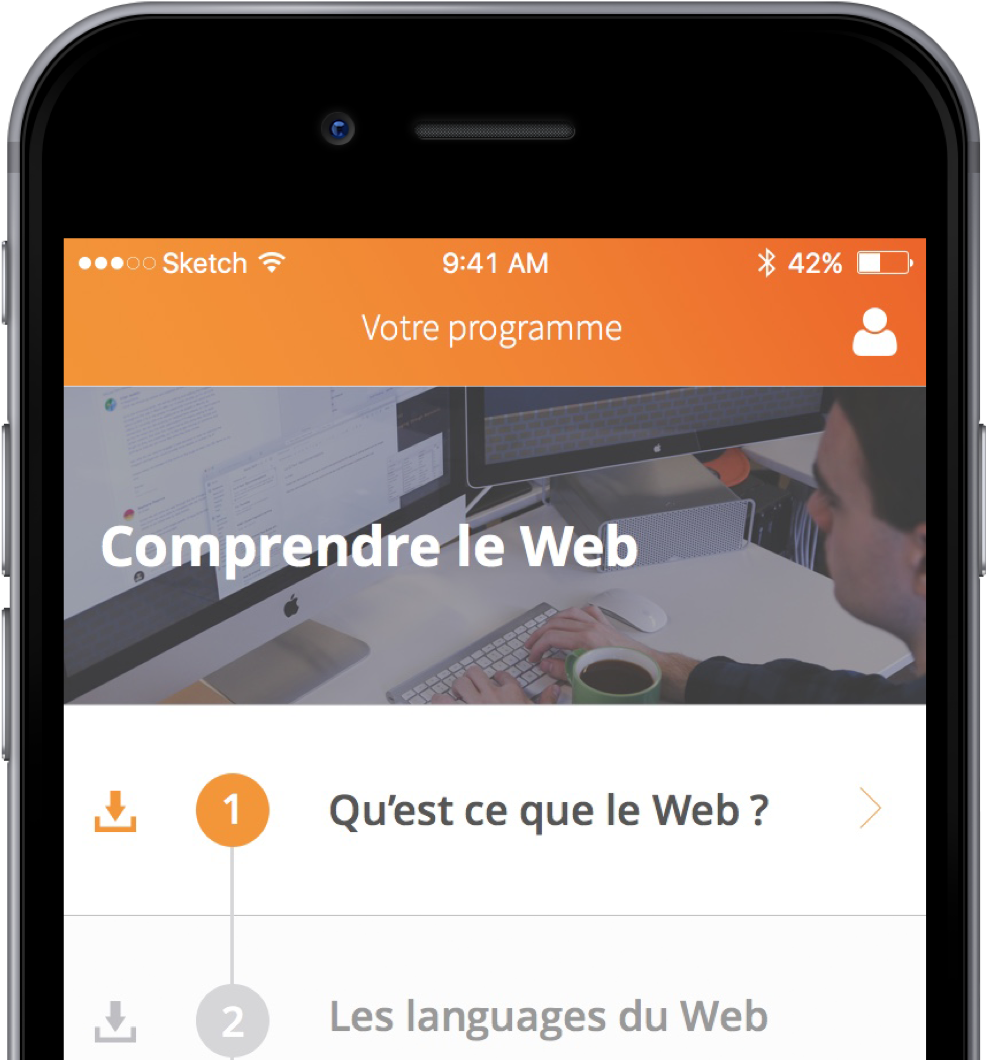 Sketch 9:41 AM 42%
Votre programme
Comprendre le Web
1 Qu’est ce que le Web ?
2 Les languages du Web